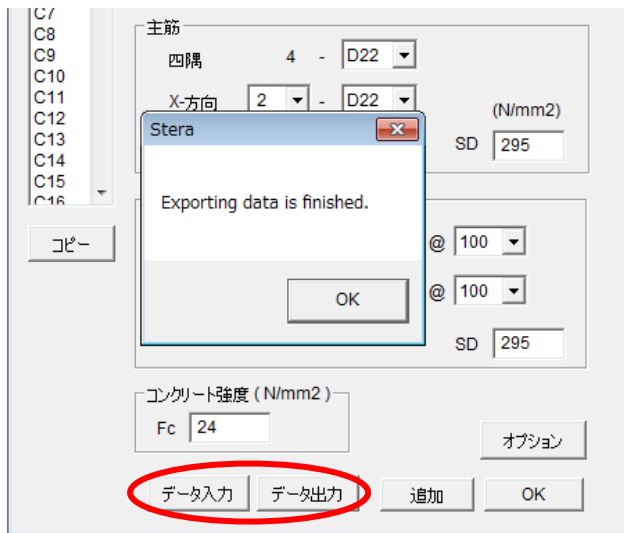 C7
C8
C9
C10
C11
C12
C13
C14
C15
C16
コピー
主筋
四隅 4 - D22
X-方向 2 - D22
(N/mm2)
SD 295
Stera
Exporting data is finished.
OK
@ 100
@ 100
SD 295
コンクリート強度 ( N/mm2 )
Fc 24
オプション
データ入力 データ出力 追加 OK